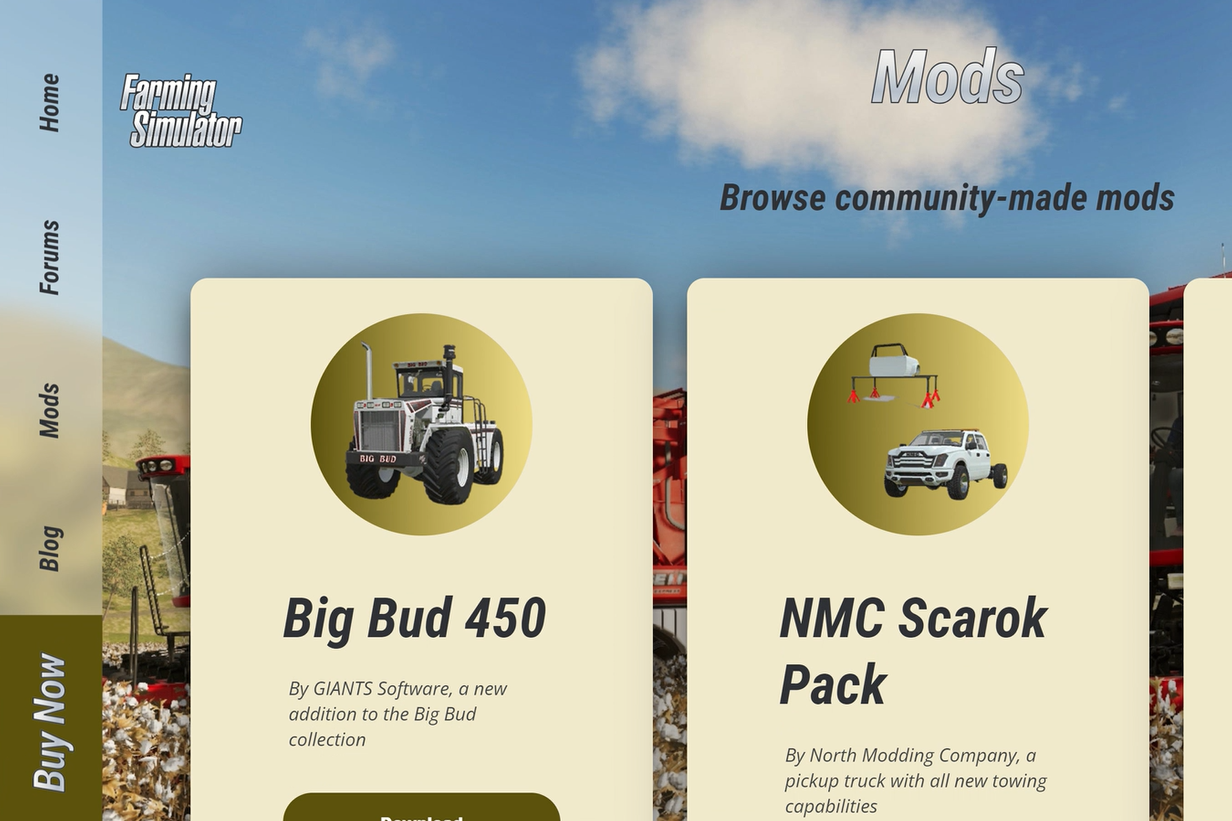 Home
Forums
Mods
Blog
Buy Now
Farming
Simulator
Mods
Browse community-made mods
BIG BUD
Big Bud 450
By GIANTS Software, a new
addition to the Big Bud
collection
Download
NMC Scarok
Pack
By North Modding Company, a
pickup truck with all new towing
capabilities